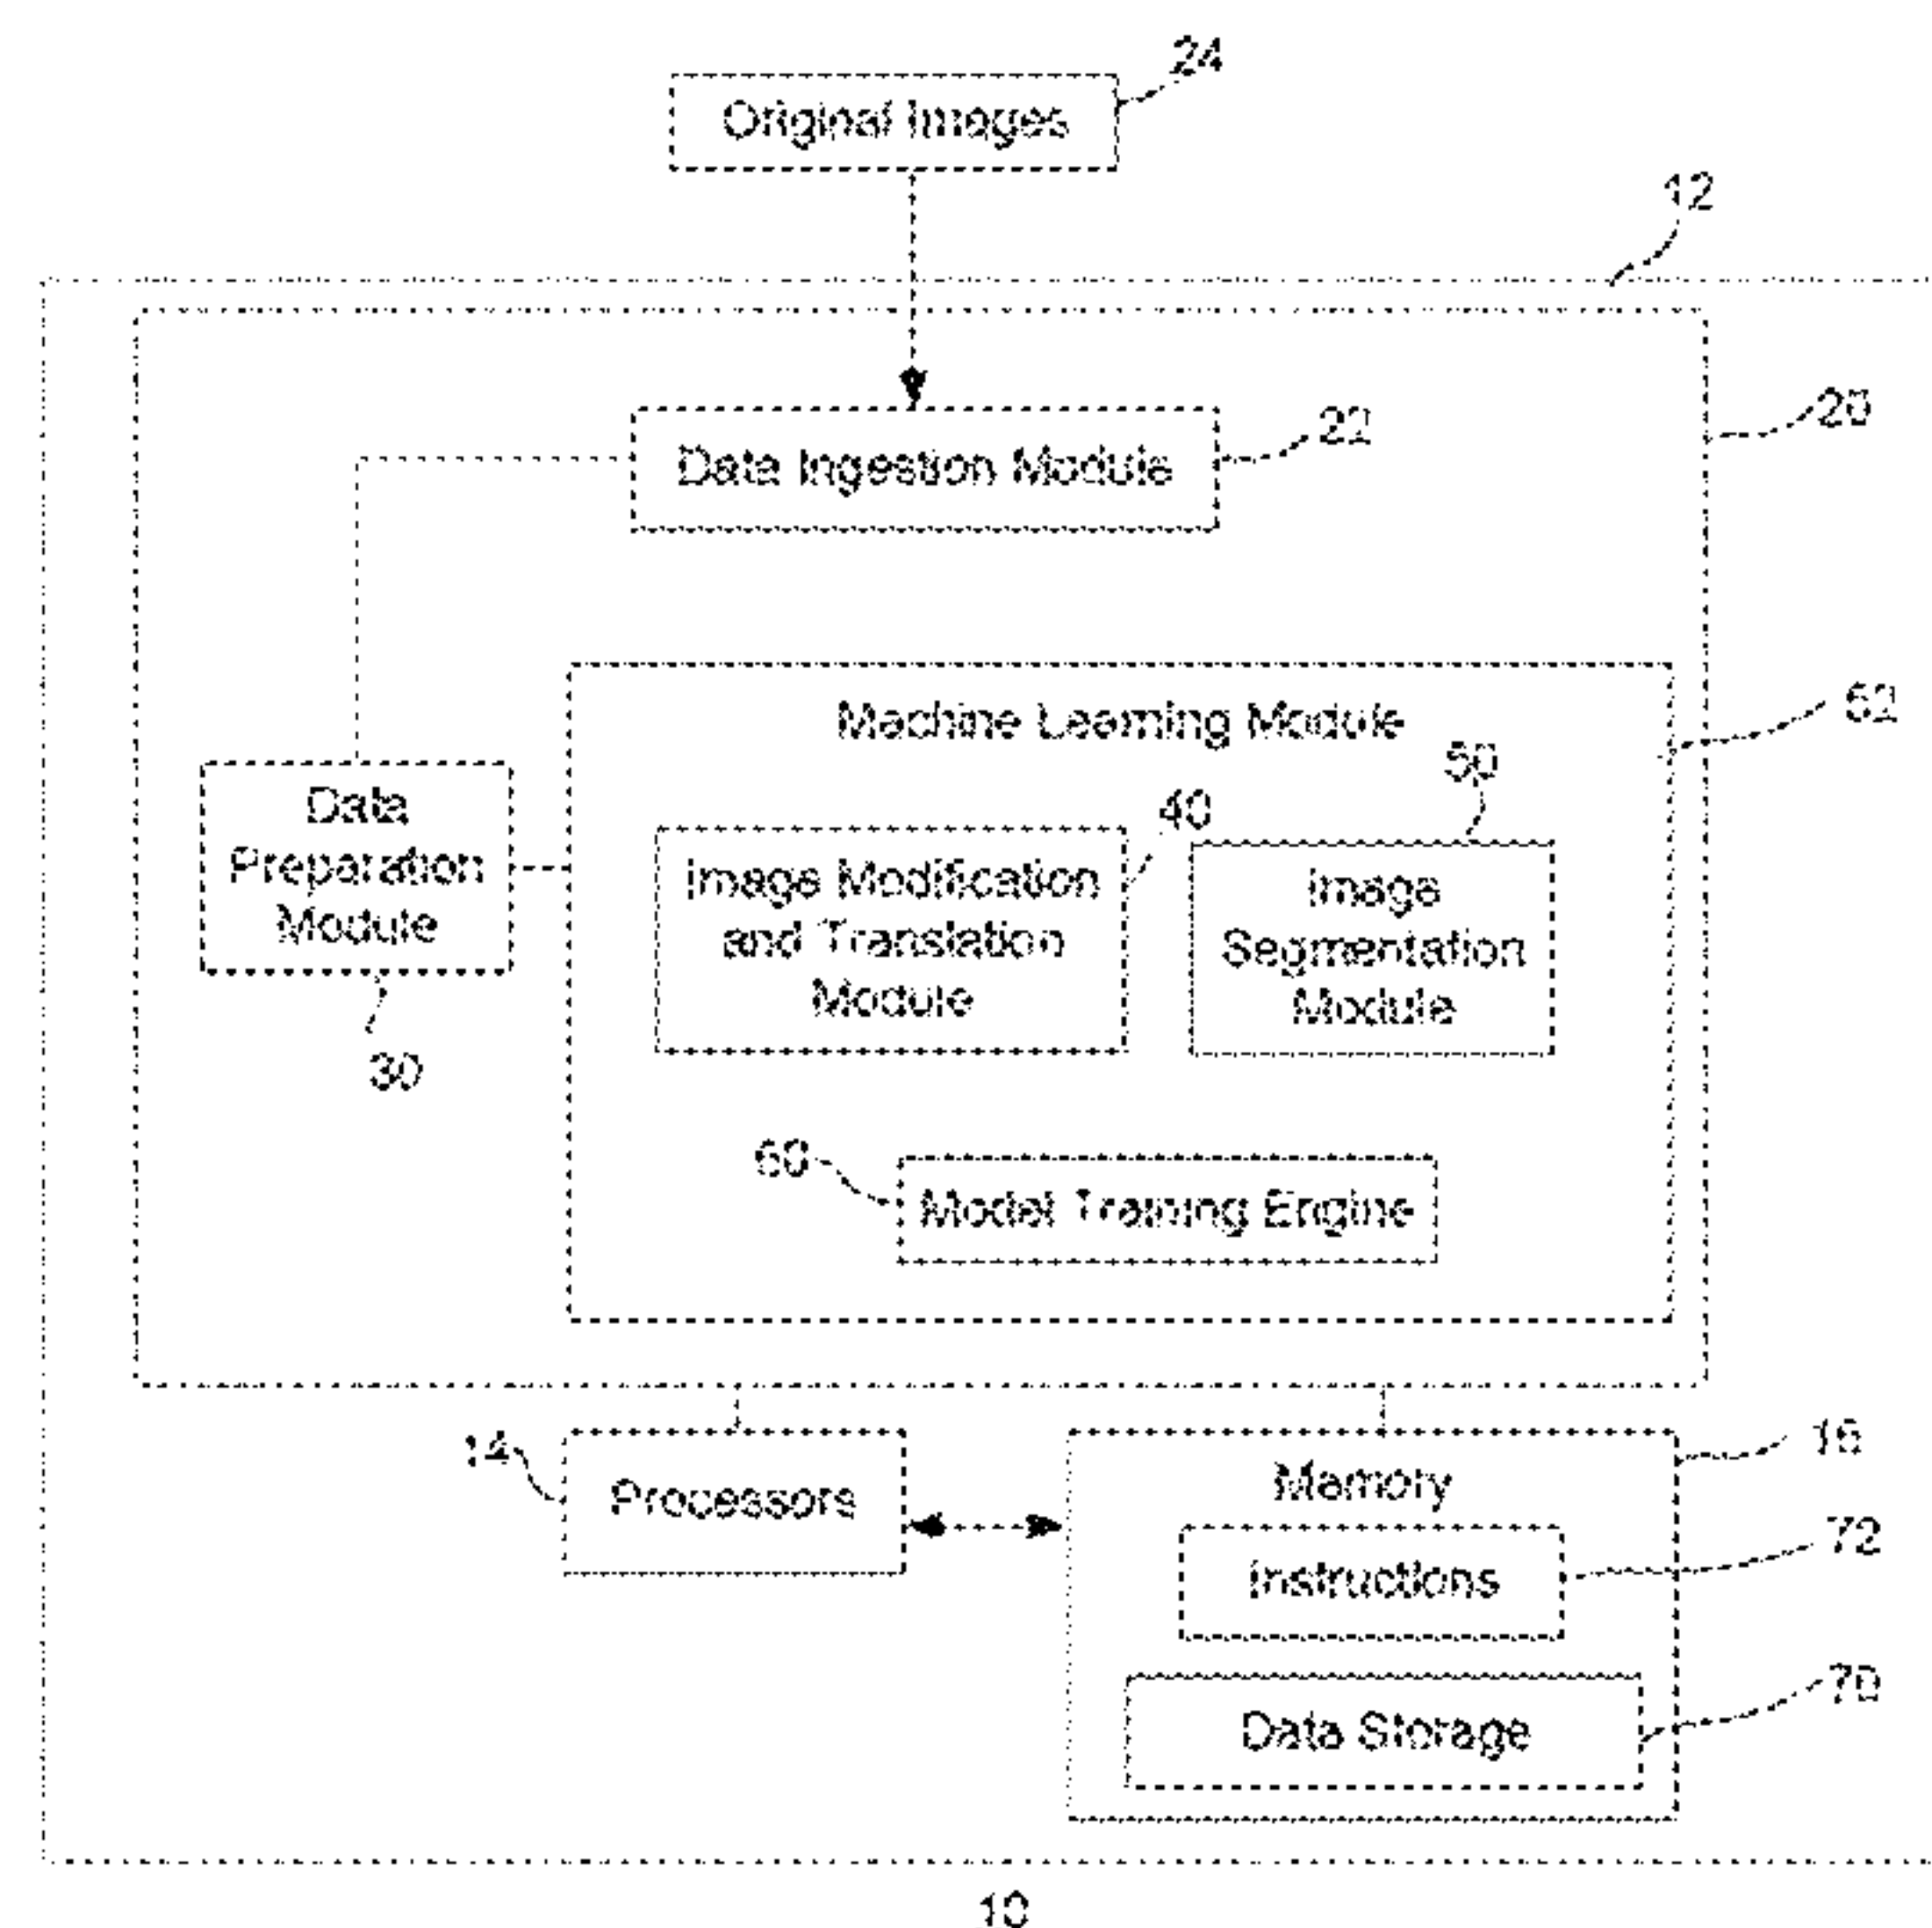 24
Original Images
12
Data Ingestion Module
22
20
Machine Learning Module
62
50
40
Data
Preparation
Module
Image Modification
and Translation
Module
Image
Segmentation
Module
30
60
Model Training Engine
14
Processors
Memory
16
Instructions
72
Data Storage
70
10